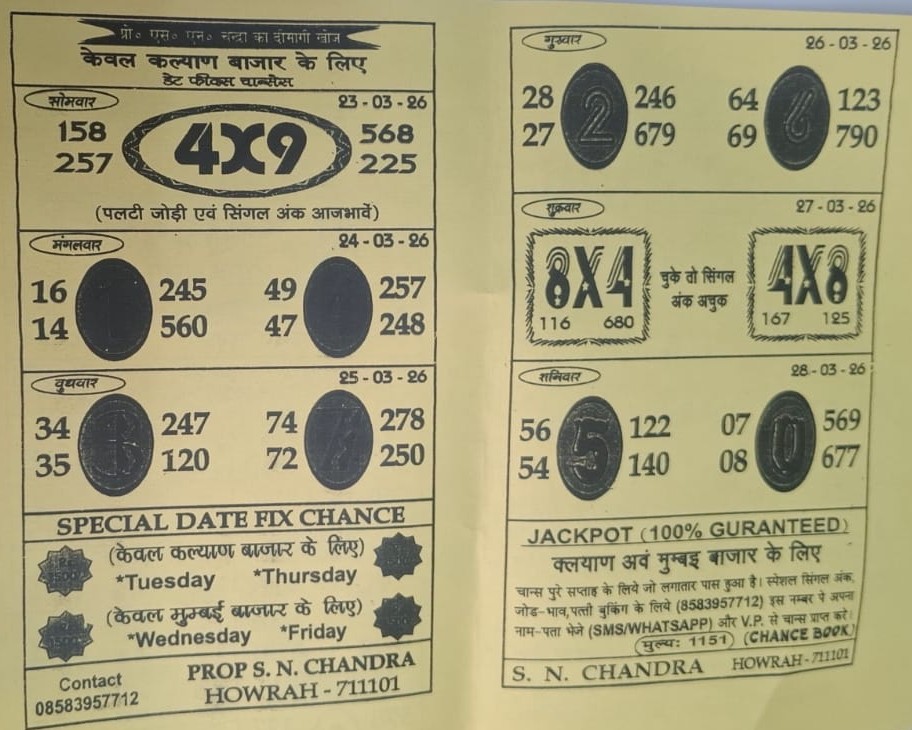 प्रो० एस० एन० चन्द्रा का दीमागी खोज
केवल कल्याण बाजार के लिए
डेट फीक्स चान्सेस
सोमवार 23-03-26
158 4X9 568
257 225
(पलटी जोड़ी एवं सिंगल अंक आजभावें)
मंगलवार 24-03-26
16 245 49 257
14 560 47 248
बुधवार 25-03-26
34 3 247 74 7 278
35 120 72 250
SPECIAL DATE FIX CHANCE
(केवल कल्याण बाजार के लिए)
*Tuesday *Thursday
(केवल मुम्बई बाजार के लिए)
*Wednesday *Friday
Contact
08583957712
PROP S. N. CHANDRA
HOWRAH - 711101
गुरुवार 26-03-26
28 2 246 64 6 123
27 679 69 790
शुक्रवार 27-03-26
8X4 चुके तो सिंगल 4X8
अंक अचुक
116 680 167 125
शनिवार 28-03-26
56 5 122 07 0 569
54 140 08 677
JACKPOT (100% GURANTEED)
क्लयाण अवं मुम्बइ बाजार के लिए
चान्स पुरे सप्ताह के लिये जो लगातार पास हुआ है। स्पेशल सिंगल अंक,
जोड-भाव,पत्ती बुकिंग के लिये (8583957712) इस नम्बर पे अपना
नाम-पता भेजे (SMS/WHATSAPP) और V.P. से चान्स प्राप्त करे।
मुल्यः 1151 (CHANCE BOOK)
S. N. CHANDRA HOWRAH-711101